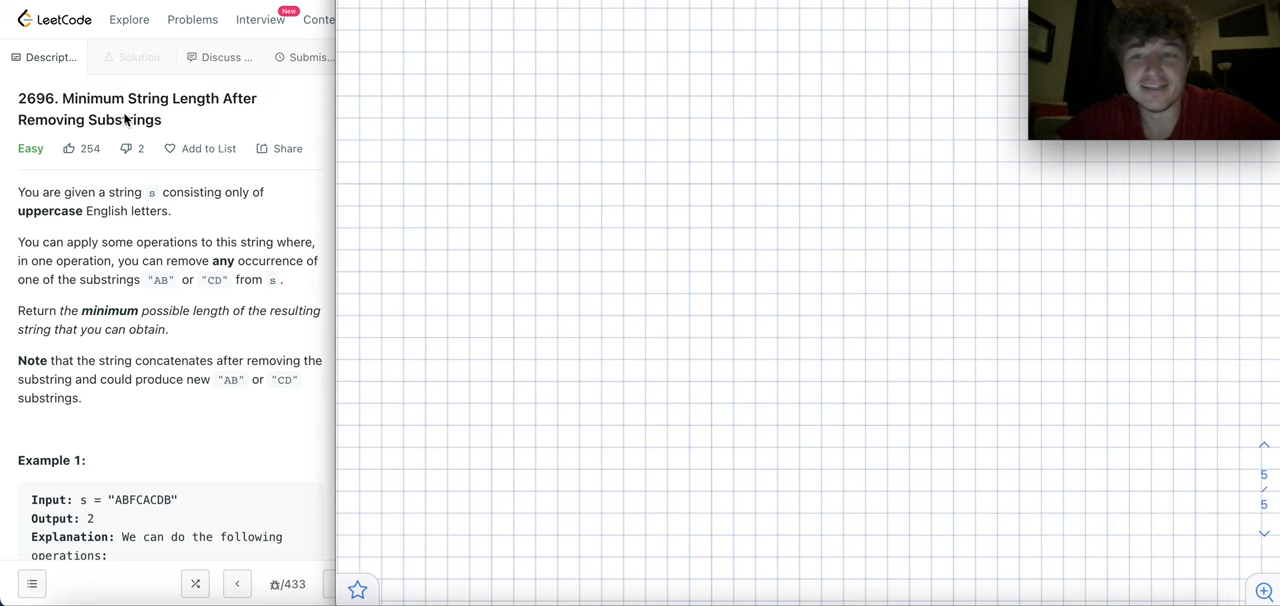 LeetCode Explore Problems Interview New Conte
Descript... Solution Discuss ... Submis...
2696. Minimum String Length After
Removing Substrings
Easy 254 2 Add to List Share
You are given a string s consisting only of
uppercase English letters.
You can apply some operations to this string where,
in one operation, you can remove any occurrence of
one of the substrings "AB" or "CD" from s.
Return the minimum possible length of the resulting
string that you can obtain.
Note that the string concatenates after removing the
substring and could produce new "AB" or "CD"
substrings.
Example 1:
Input: s = "ABFCACDB"
Output: 2
Explanation: We can do the following
operations:
/433
5
/
5